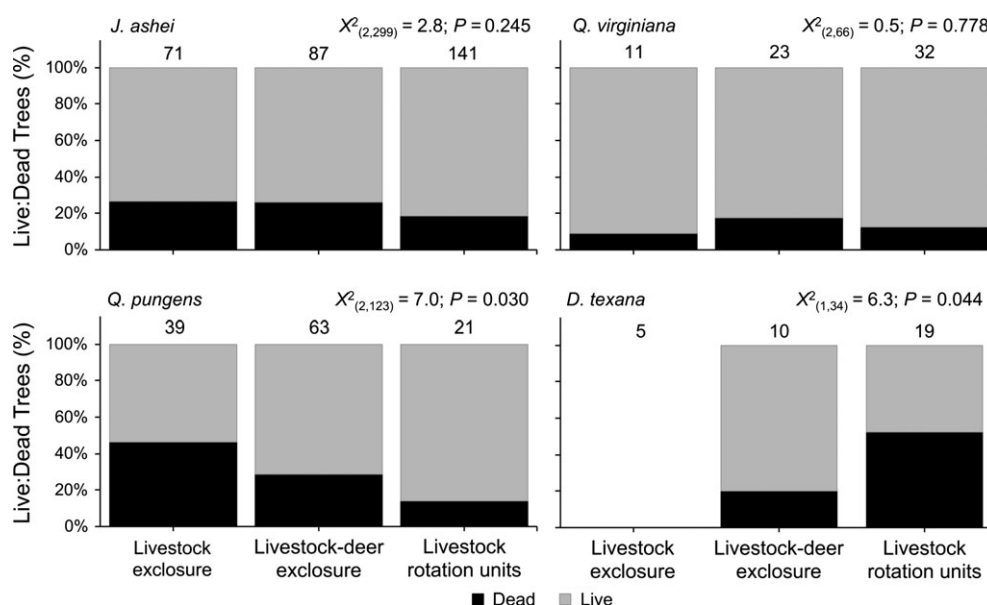 J. ashei X²(2,299) = 2.8; P = 0.245
71 87 141
Q. virginiana X²(2,66) = 0.5; P = 0.778
11 23 32
Live:Dead Trees (%)
100%
80%
60%
40%
20%
0%
Q. pungens X²(2,123) = 7.0; P = 0.030
39 63 21
D. texana X²(1,34) = 6.3; P = 0.044
5 10 19
Live:Dead Trees (%)
100%
80%
60%
40%
20%
0%
Livestock exclosure
Livestock-deer exclosure
Livestock rotation units
Livestock exclosure
Livestock-deer exclosure
Livestock rotation units
Dead Live